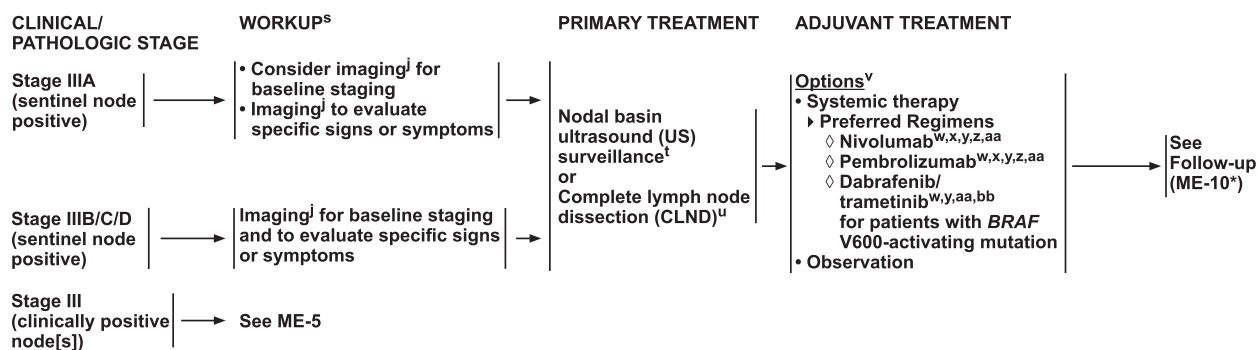 CLINICAL/
PATHOLOGIC STAGE
WORKUPs
PRIMARY TREATMENT
ADJUVANT TREATMENT
Stage IIIA
(sentinel node
positive)
• Consider imagingj for
baseline staging
• Imagingj to evaluate
specific signs or symptoms
Stage IIIB/C/D
(sentinel node
positive)
Imagingj for baseline staging
and to evaluate specific signs
or symptoms
Nodal basin
ultrasound (US)
surveillancet
or
Complete lymph node
dissection (CLND)u
Optionsv
• Systemic therapy
Preferred Regimens
◊ Nivolumabw,x,y,z,aa
◊ Pembrolizumabw,x,y,z,aa
◊ Dabrafenib/
trametinibw,y,aa,bb
for patients with BRAF
V600-activating mutation
• Observation
See
Follow-up
(ME-10*)
Stage III
(clinically positive
node[s])
See ME-5